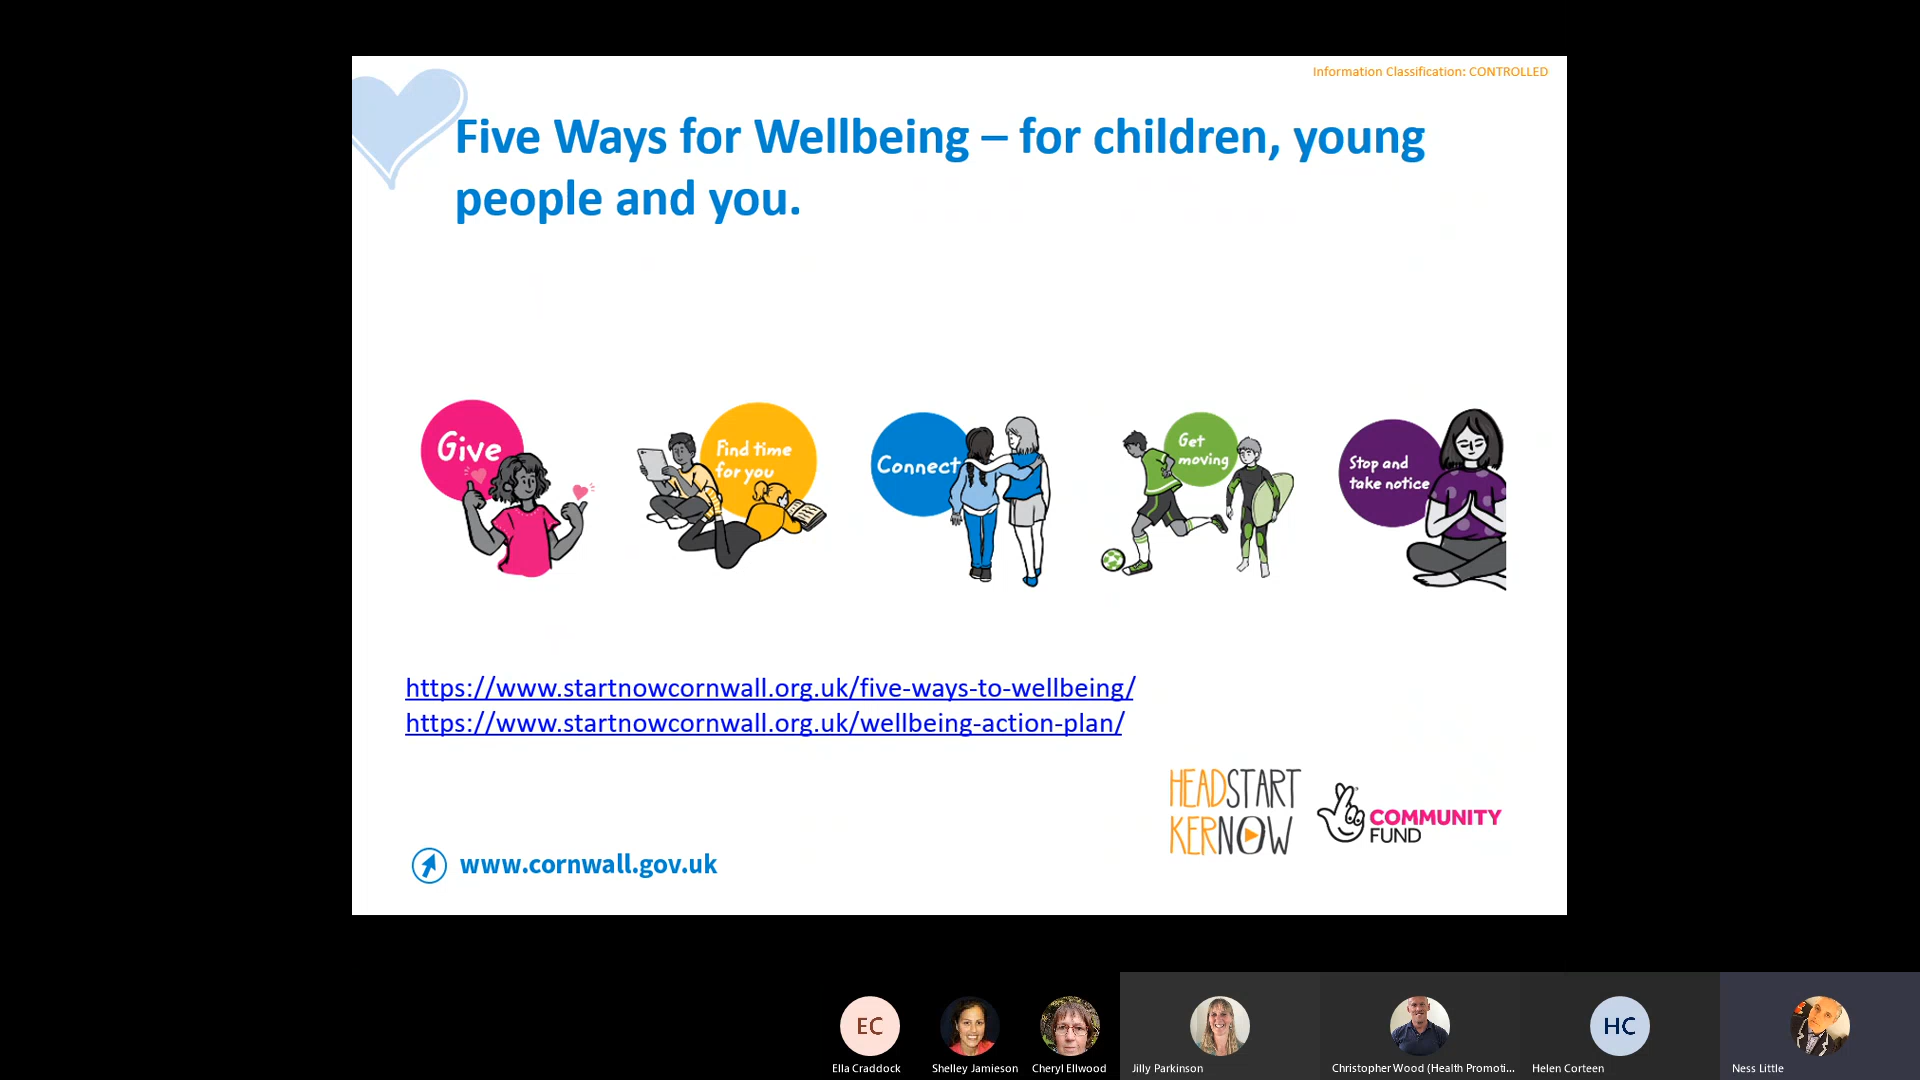 Information Classification: CONTROLLED
Five Ways for Wellbeing – for children, young
people and you.
Give
Find time
for you
Connect
Get
moving
Stop and
take notice
https://www.startnowcornwall.org.uk/five-ways-to-wellbeing/
https://www.startnowcornwall.org.uk/wellbeing-action-plan/
HEADSTART
KERNOW
COMMUNITY
FUND
www.cornwall.gov.uk
EC
HC
Ella Craddock
Shelley Jamieson
Cheryl Ellwood
Jilly Parkinson
Christopher Wood (Health Promoti...
Helen Corteen
Ness Little